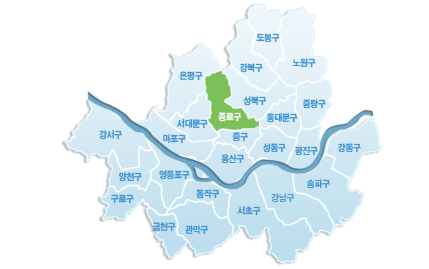 도봉구
노원구
강북구
은평구
성북구
중랑구
종로구
동대문구
서대문구
강서구
마포구
중구
성동구
광진구
강동구
용산구
양천구
영등포구
송파구
동작구
구로구
강남구
서초구
금천구
관악구